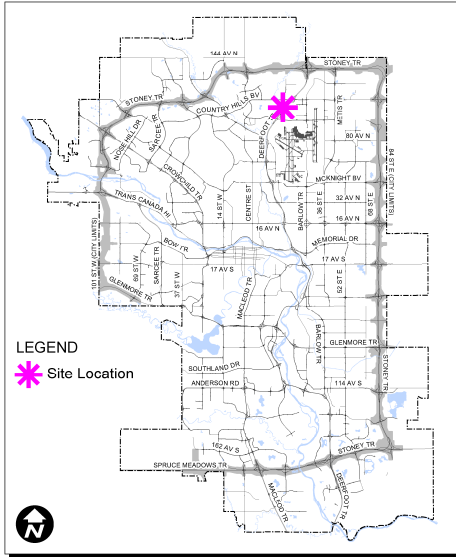 144 AV N
STONEY TR
STONEY TR
COUNTRY HILLS BV
METIS TR
NOSE HILL DR
SARCEE TR
DEERFOOT
80 AV N
CROWCHILD TR
MCKNIGHT BV
84 ST E (CITY LIMITS)
TRANS CANADA HI
14 ST W
CENTRE ST
BARLOW TR
36 ST E
32 AV N
68 ST E
16 AV N
16 AV N
BOW TR
MEMORIAL DR
101 ST W (CITY LIMITS)
69 ST W
SARCEE TR
37 ST W
17 AV S
17 AV S
GLENMORE TR
MACLEOD TR
52 ST E
BARLOW TR
GLENMORE TR
LEGEND
Site Location
SOUTHLAND DR
ANDERSON RD
114 AV S
STONEY TR
162 AV S
STONEY TR
SPRUCE MEADOWS TR
MACLEOD TR
DEERFOOT TR
N